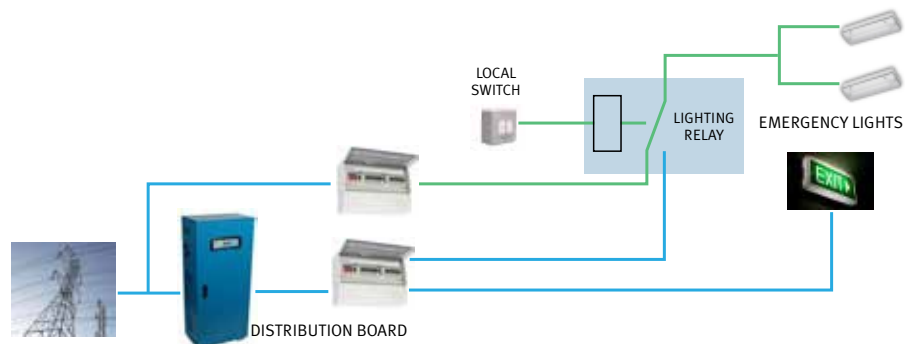 LOCAL
SWITCH
LIGHTING
RELAY
EMERGENCY LIGHTS
EXIT
DISTRIBUTION BOARD